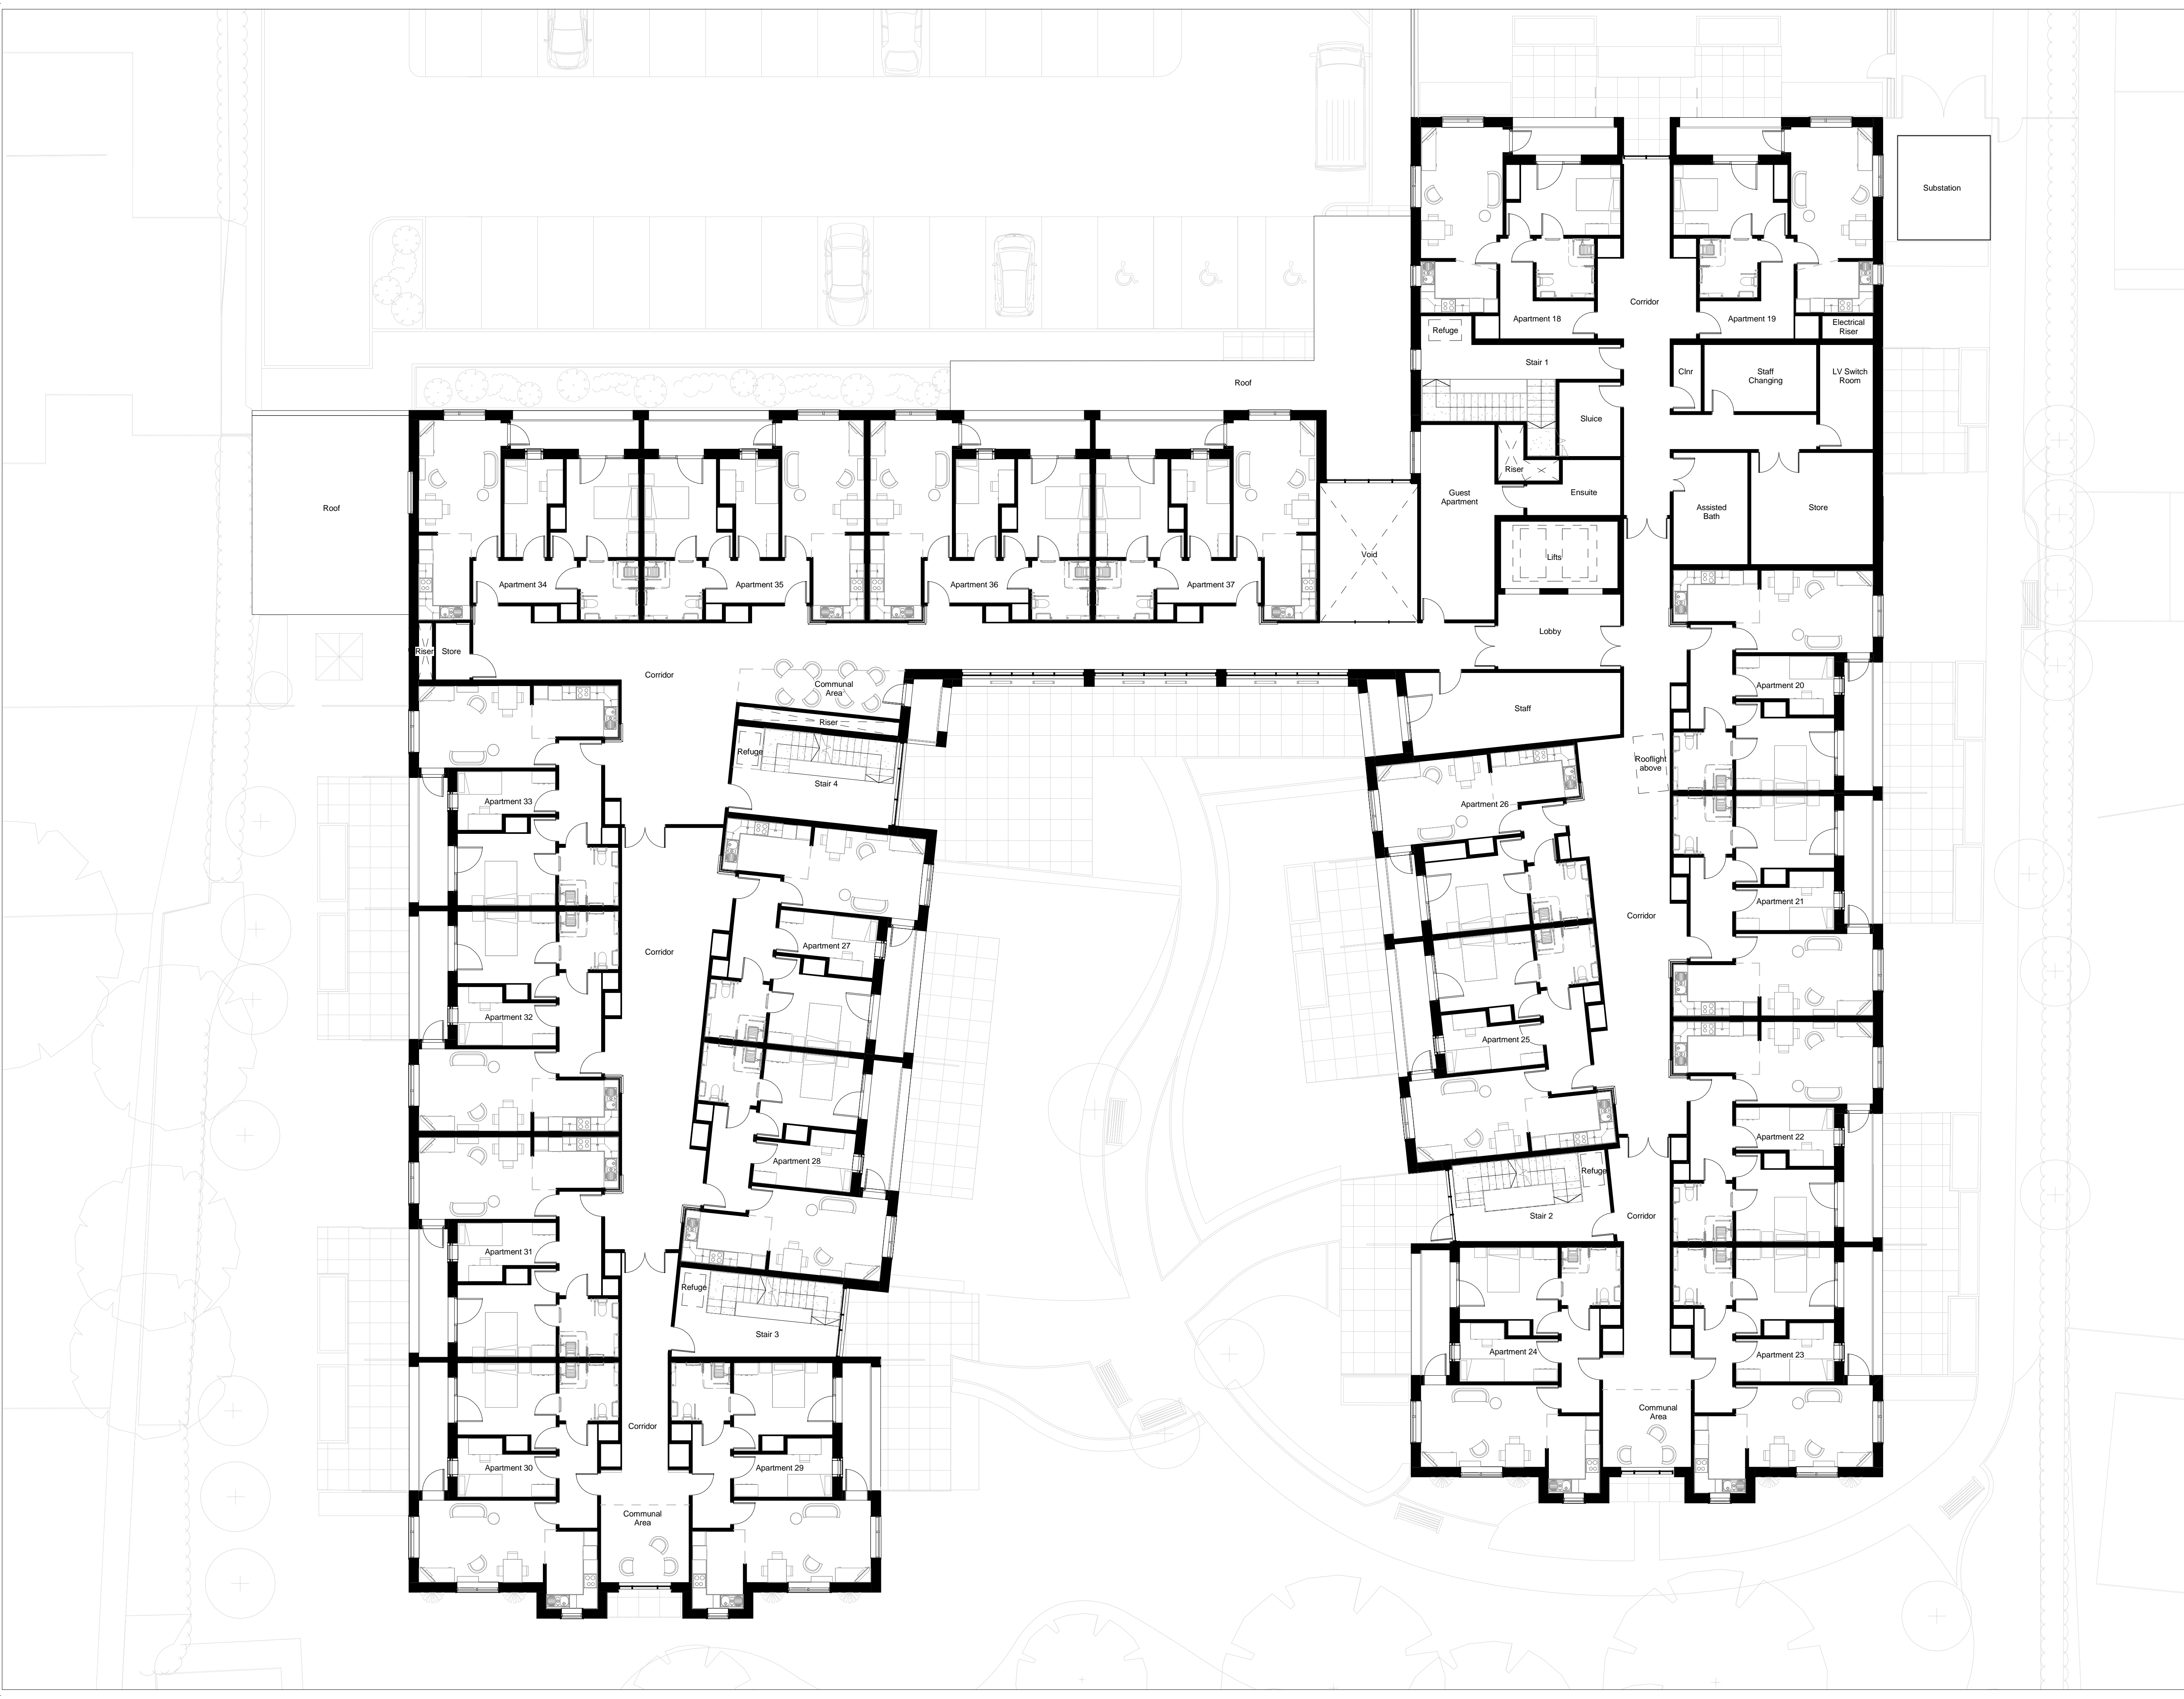 Substation
Corridor
Apartment 18
Apartment 19
Refuge
Electrical
Riser
Stair 1
Clnr
Staff
Changing
LV Switch
Room
Roof
Sluice
Riser
Guest
Apartment
Ensuite
Assisted
Bath
Store
Roof
Void
Lifts
Apartment 34
Apartment 35
Apartment 36
Apartment 37
Lobby
Riser
Store
Corridor
Communal
Area
Riser
Staff
Apartment 20
Refuge
Stair 4
Rooflight
above
Apartment 33
Apartment 26
Apartment 21
Corridor
Apartment 27
Corridor
Apartment 32
Apartment 25
Apartment 22
Apartment 28
Refuge
Stair 2
Corridor
Apartment 31
Refuge
Stair 3
Apartment 24
Apartment 23
Communal
Area
Corridor
Apartment 30
Apartment 29
Communal
Area